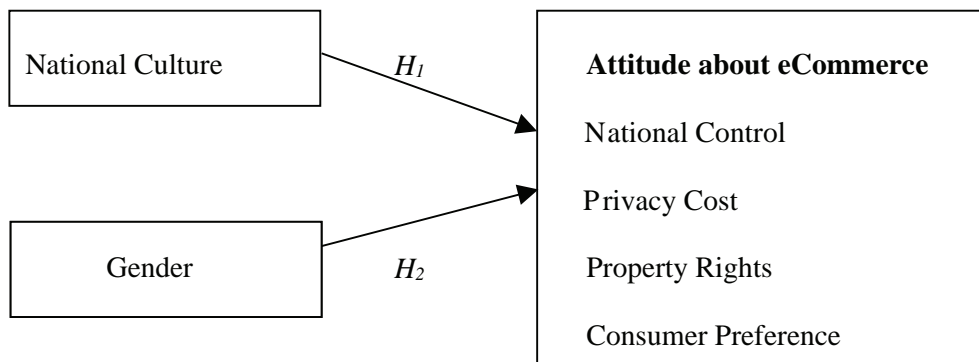 National Culture
H1
Gender
H2
Attitude about eCommerce
National Control
Privacy Cost
Property Rights
Consumer Preference